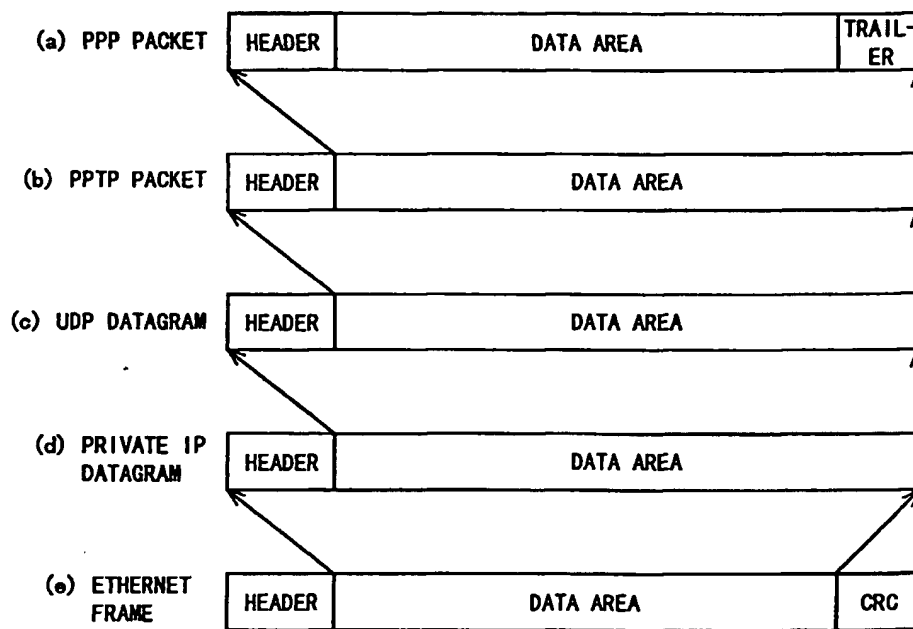 (a) PPP PACKET HEADER DATA AREA TRAIL-
ER
(b) PPTP PACKET HEADER DATA AREA
(c) UDP DATAGRAM HEADER DATA AREA
(d) PRIVATE IP
DATAGRAM HEADER DATA AREA
(e) ETHERNET
FRAME HEADER DATA AREA CRC